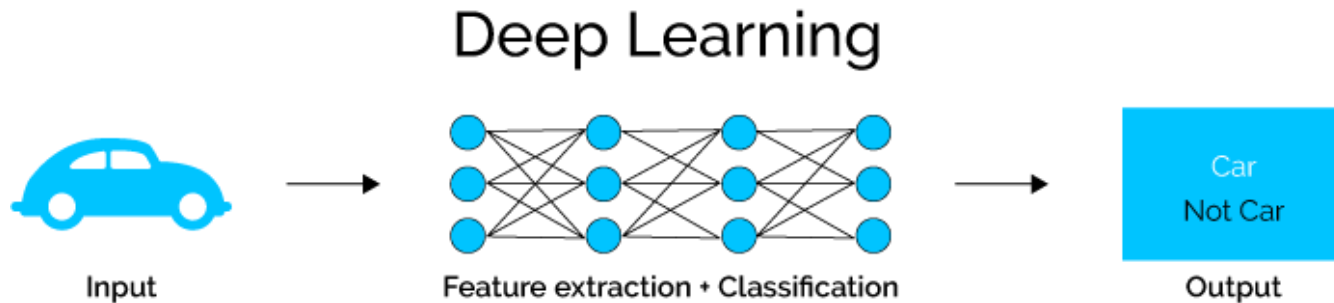 Deep Learning
Car
Not Car
Input
Feature extraction + Classification
Output